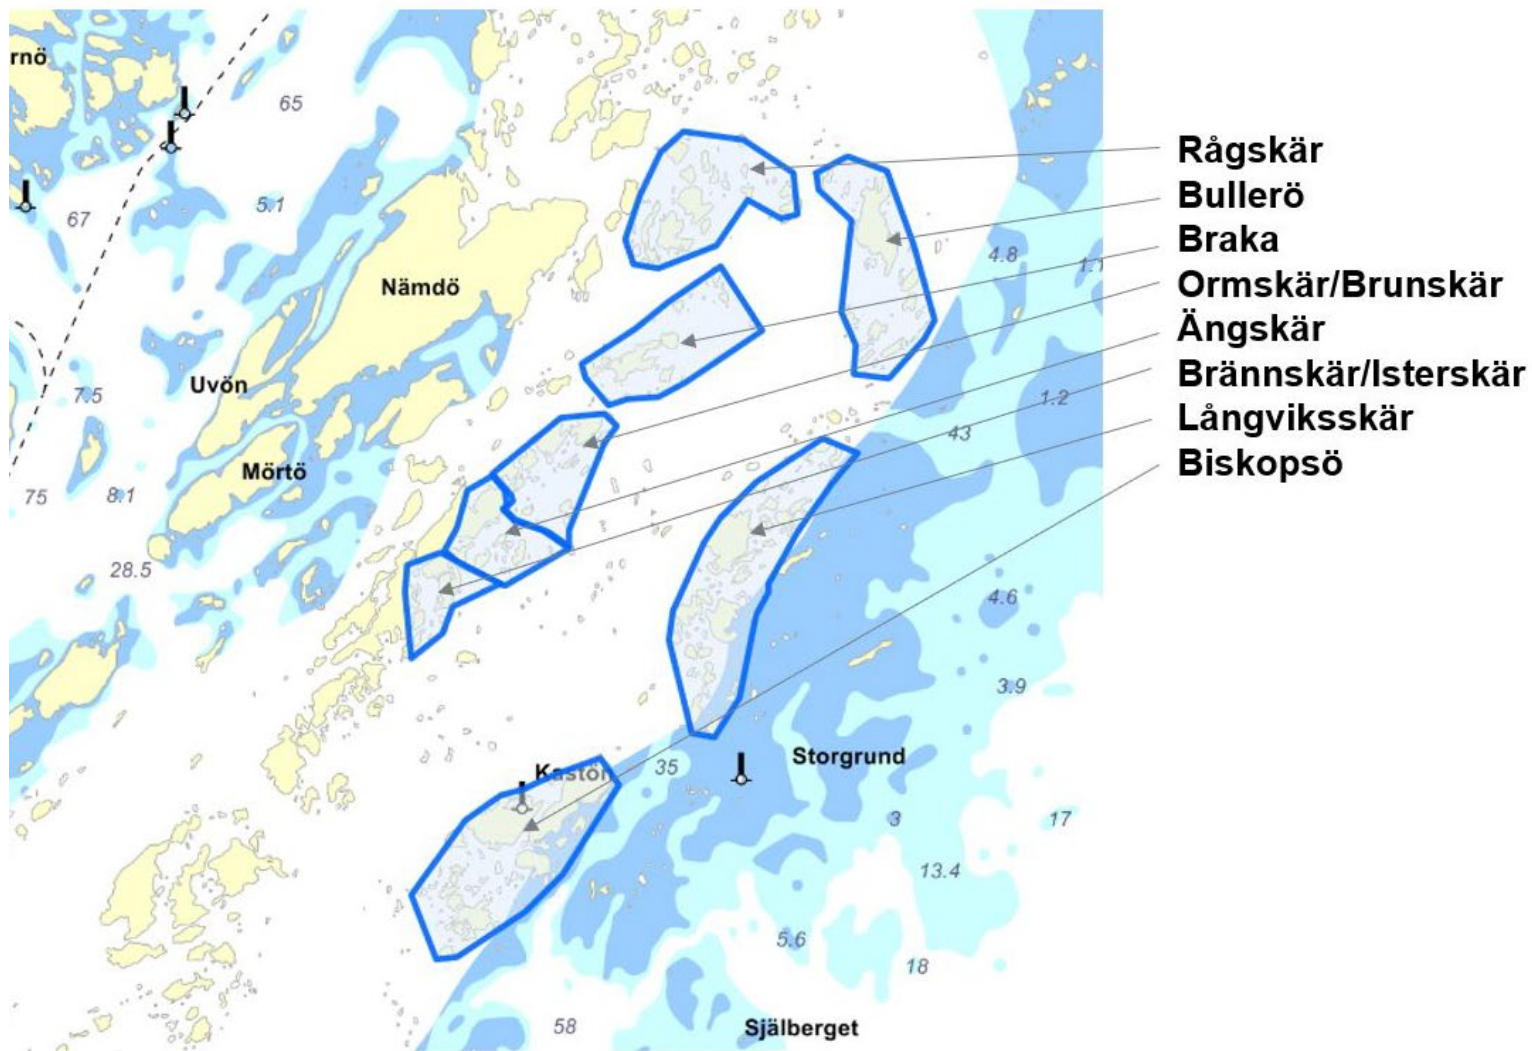 rnö
65
67
5.1
Nämdö
Uvön
7.5
Mörtö
75
8.1
28.5
4.8
1.1
1.2
43
4.6
3.9
Kastön
35
Storgrund
3
17
13.4
5.6
18
58
Själberget
Rågskär
Bullerö
Braka
Ormskär/Brunskär
Ängskär
Brännskär/Isterskär
Långviksskär
Biskopsö